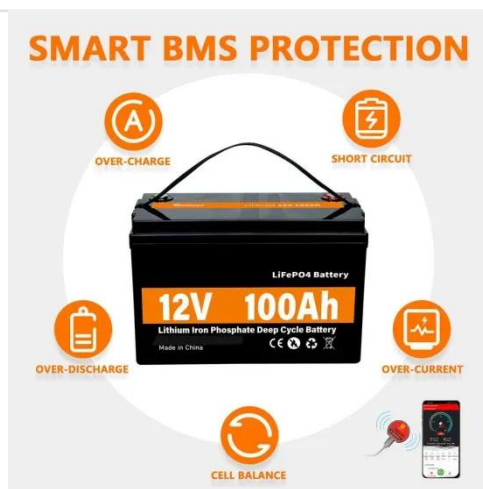 SMART BMS PROTECTION
OVER-CHARGE
SHORT CIRCUIT
LiFePO4 Battery
12V 100Ah
Lithium Iron Phosphate Deep Cycle Battery
Made in China
CE
OVER-DISCHARGE
OVER-CURRENT
CELL BALANCE